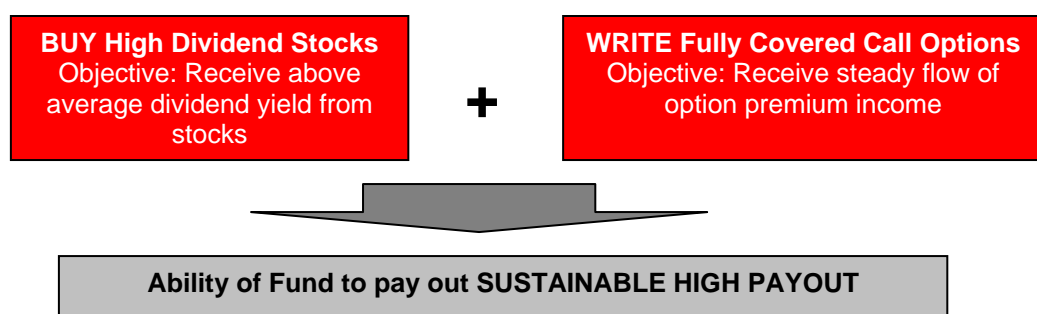 BUY High Dividend Stocks
Objective: Receive above
average dividend yield from
stocks
+
WRITE Fully Covered Call Options
Objective: Receive steady flow of
option premium income
Ability of Fund to pay out SUSTAINABLE HIGH PAYOUT